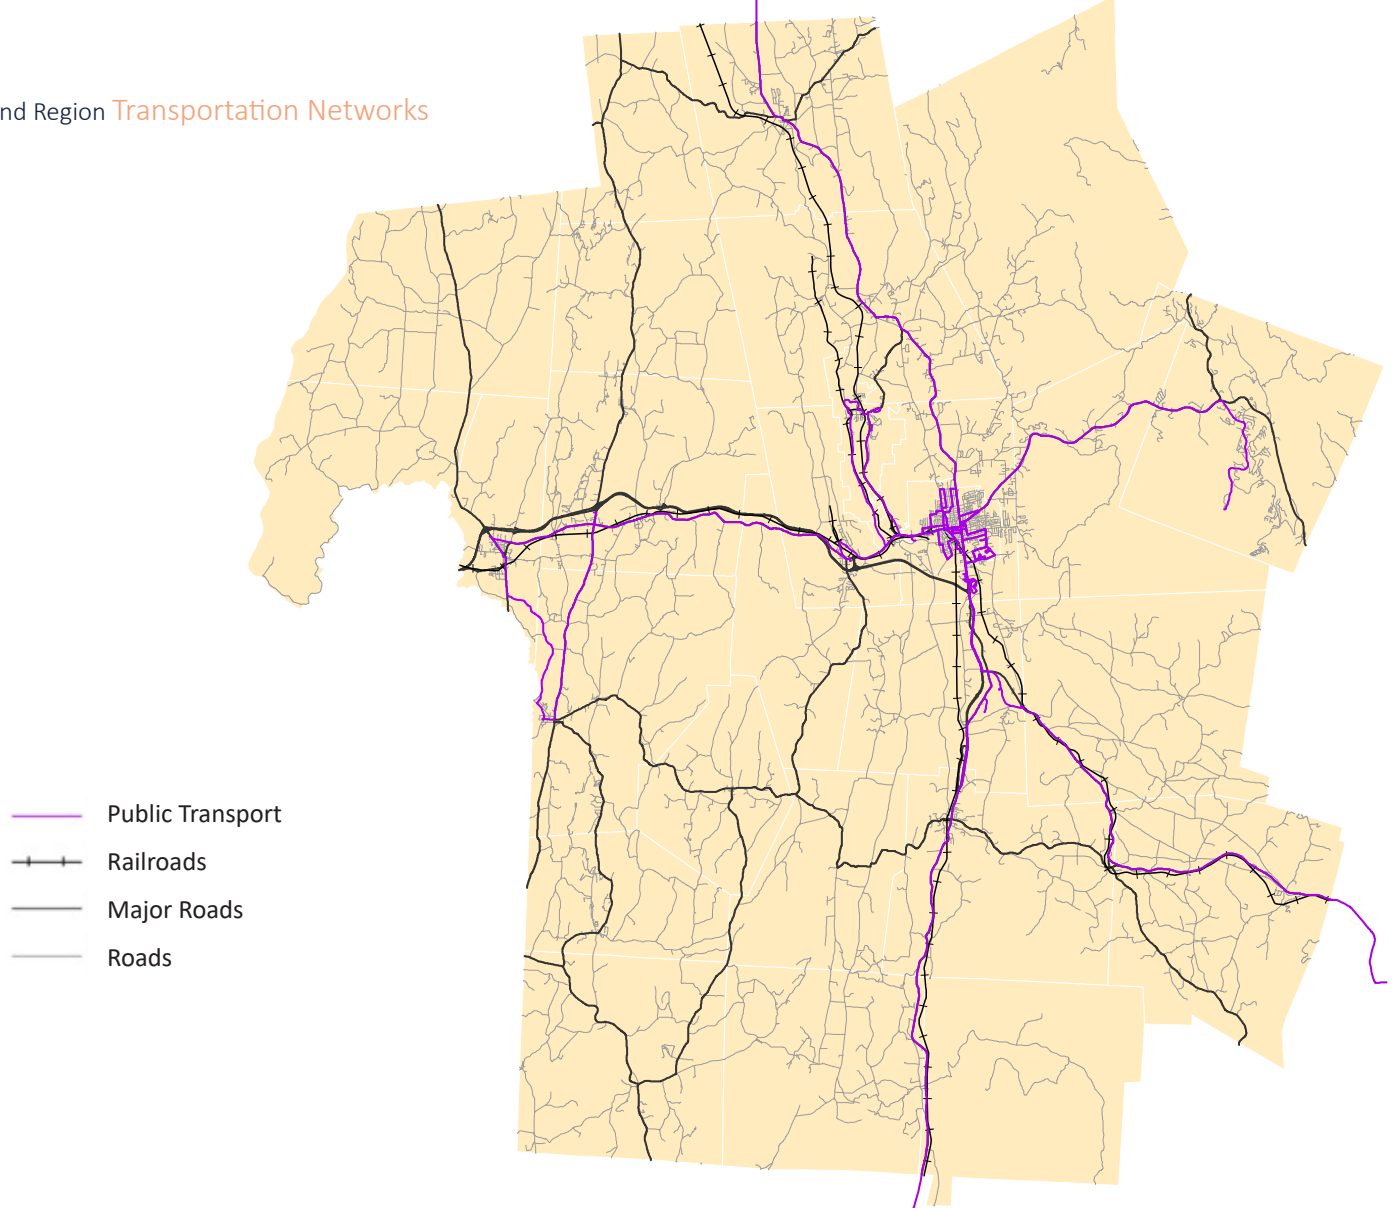 nd Region Transportation Networks
Public Transport
Railroads
Major Roads
Roads